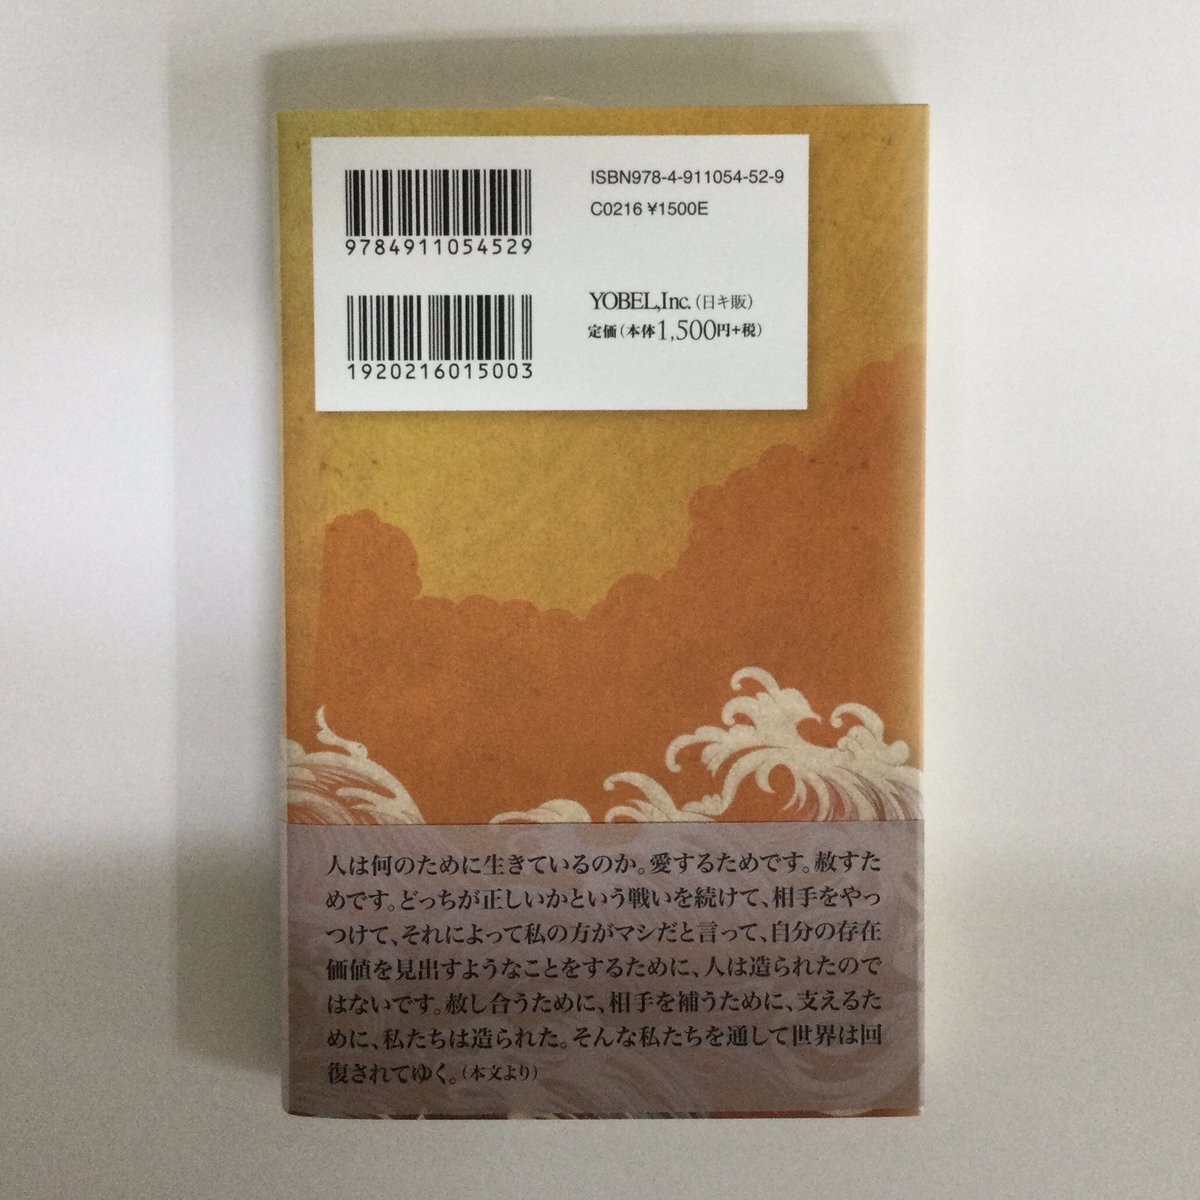 ISBN978-4-911054-52-9
C0216 ¥1500E
9784911054529
YOBEL,Inc.（日キ販）
定価（本体1,500円+税）
1920216015003
人は何のために生きているのか。愛するためです。赦すた
めです。どっちが正しいかという戦いを続けて、相手をやっ
つけて、それによって私の方がマシだと言って、自分の存在
価値を見出すようなことをするために、人は造られたので
はないです。赦し合うために、相手を補うために、支えるた
めに、私たちは造られた。そんな私たちを通して世界は回
復されてゆく。（本文より）